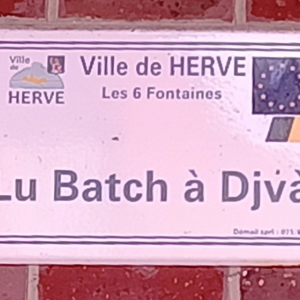 Ville de HERVE
Ville de HERVE
Les 6 Fontaines
Lu Batch à Djvà